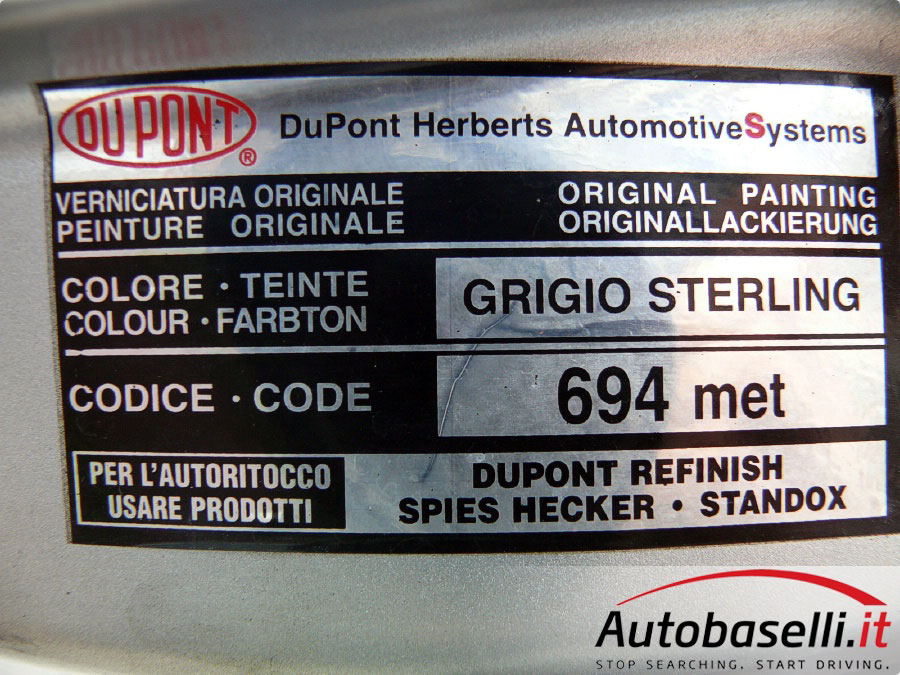 DU PONT ®
DuPont Herberts AutomotiveSystems
VERNICIATURA ORIGINALE
PEINTURE ORIGINALE
ORIGINAL PAINTING
ORIGINALLACKIERUNG
COLORE · TEINTE
COLOUR · FARBTON
GRIGIO STERLING
CODICE · CODE
694 met
PER L'AUTORITOCCO
USARE PRODOTTI
DUPONT REFINISH
SPIES HECKER · STANDOX
Autobaselli.it
STOP SEARCHING. START DRIVING.